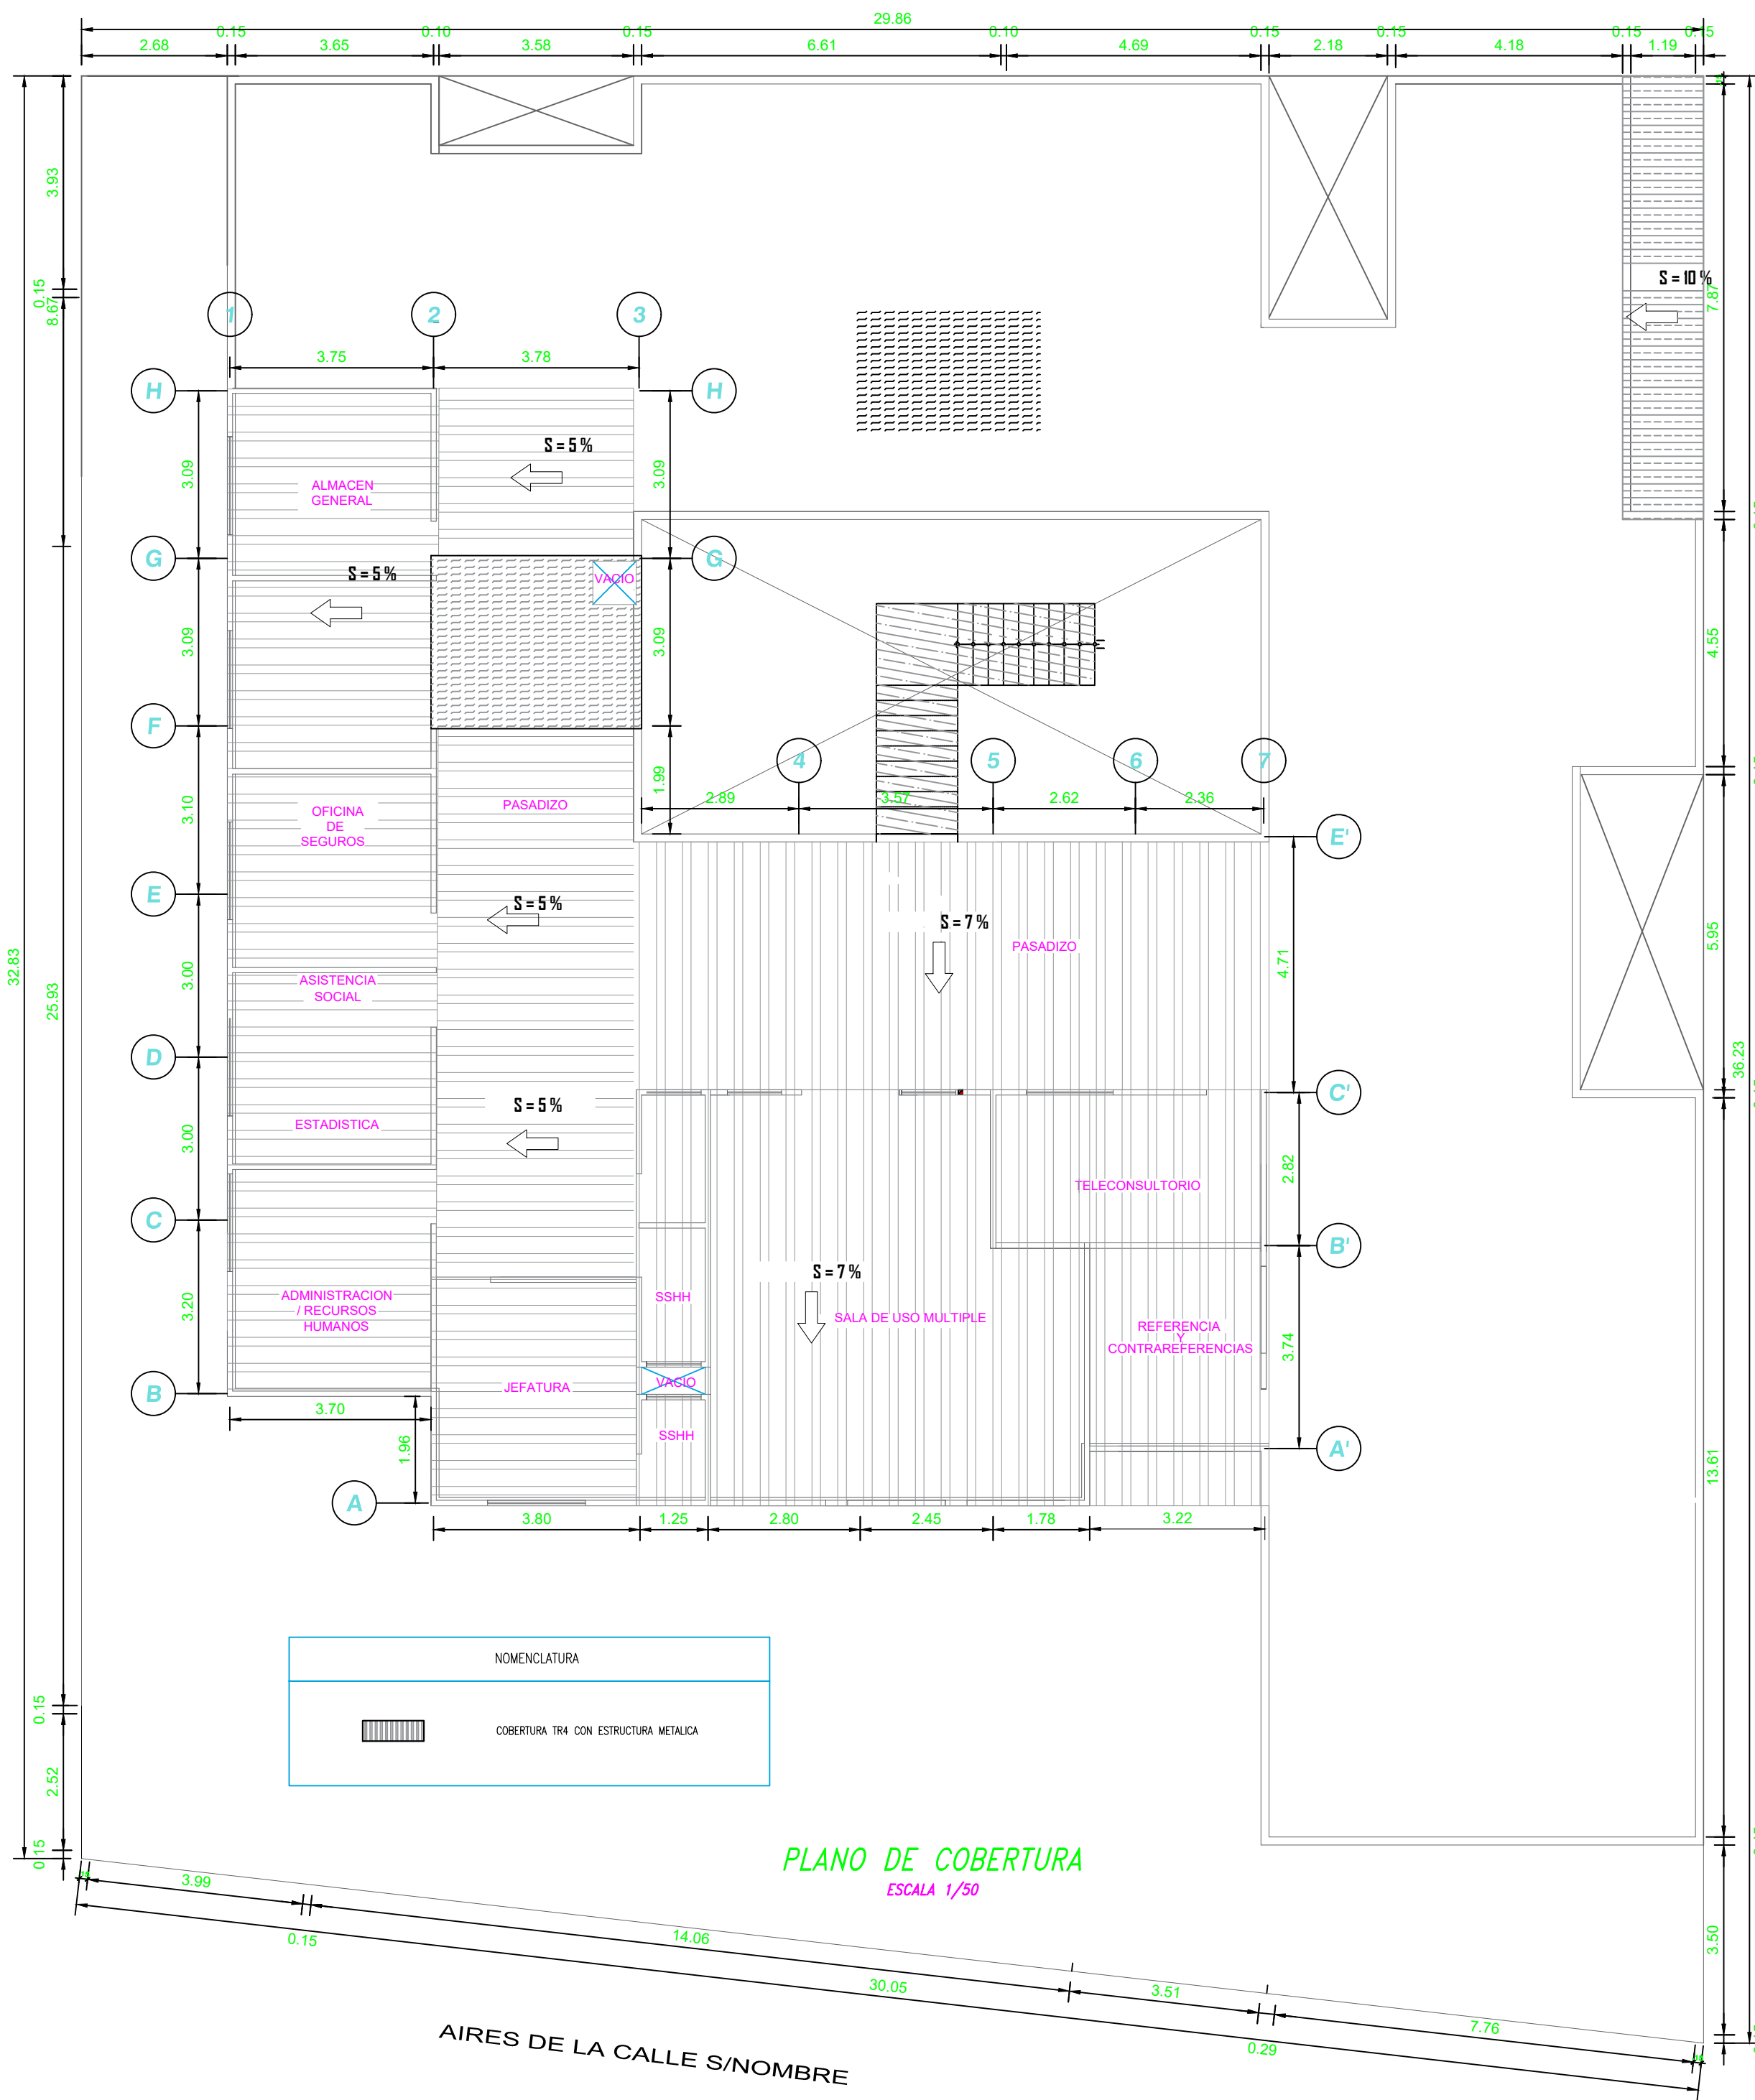 29.86
0.15 0.10 0.15 0.10 0.15 0.15 0.15 0.15
2.68 3.65 3.58 6.61 4.69 2.18 4.18 1.19
3.93
0.15
8.67
S = 10 %
7.87
1 2 3
3.75 3.78
H H
S = 5 %
3.09 3.09
ALMACEN
GENERAL
G G
S = 5 %
VACIO
3.09 3.09
4.55
F
4 5 6 7
1.99
2.89 3.57 2.62 2.36
3.10
OFICINA
DE
SEGUROS
PASADIZO
E'
E
S = 5 %
S = 7 %
PASADIZO
4.71
5.95
32.83
25.93
3.00
ASISTENCIA
SOCIAL
D
36.23
S = 5 %
C'
3.00
ESTADISTICA
2.82
TELECONSULTORIO
C
B'
S = 7 %
3.20
ADMINISTRACION
/ RECURSOS
HUMANOS
SSHH
SALA DE USO MULTIPLE
REFERENCIA
Y
CONTRAREFERENCIAS
3.74
B
JEFATURA
VACIO
3.70
1.96
SSHH
A'
13.61
A
3.80 1.25 2.80 2.45 1.78 3.22
NOMENCLATURA
COBERTURA TR4 CON ESTRUCTURA METALICA
0.15
2.52
0.15
PLANO DE COBERTURA
ESCALA 1/50
3.99
0.15
14.06
30.05
3.51
3.50
7.76
0.29
AIRES DE LA CALLE S/NOMBRE